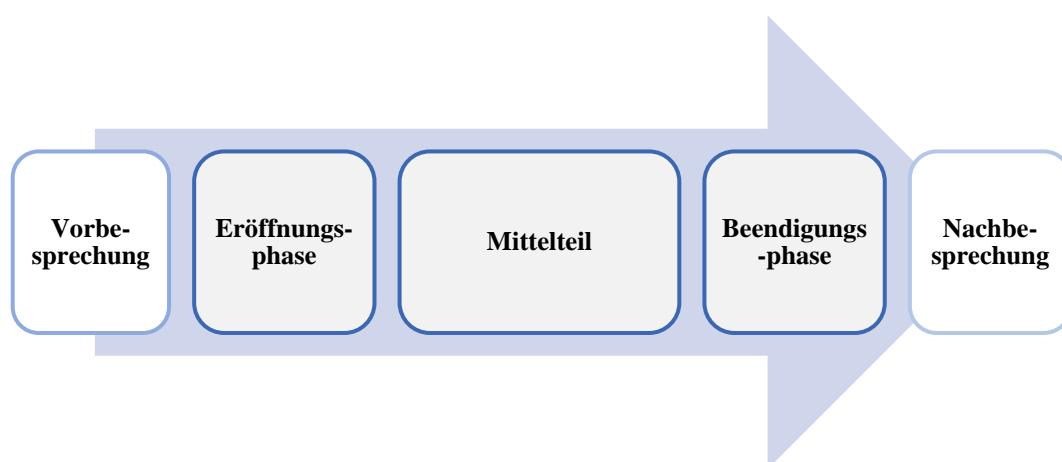 Vorbe-
sprechung
Eröffnungs-
phase
Mittelteil
Beendigungs
-phase
Nachbe-
sprechung